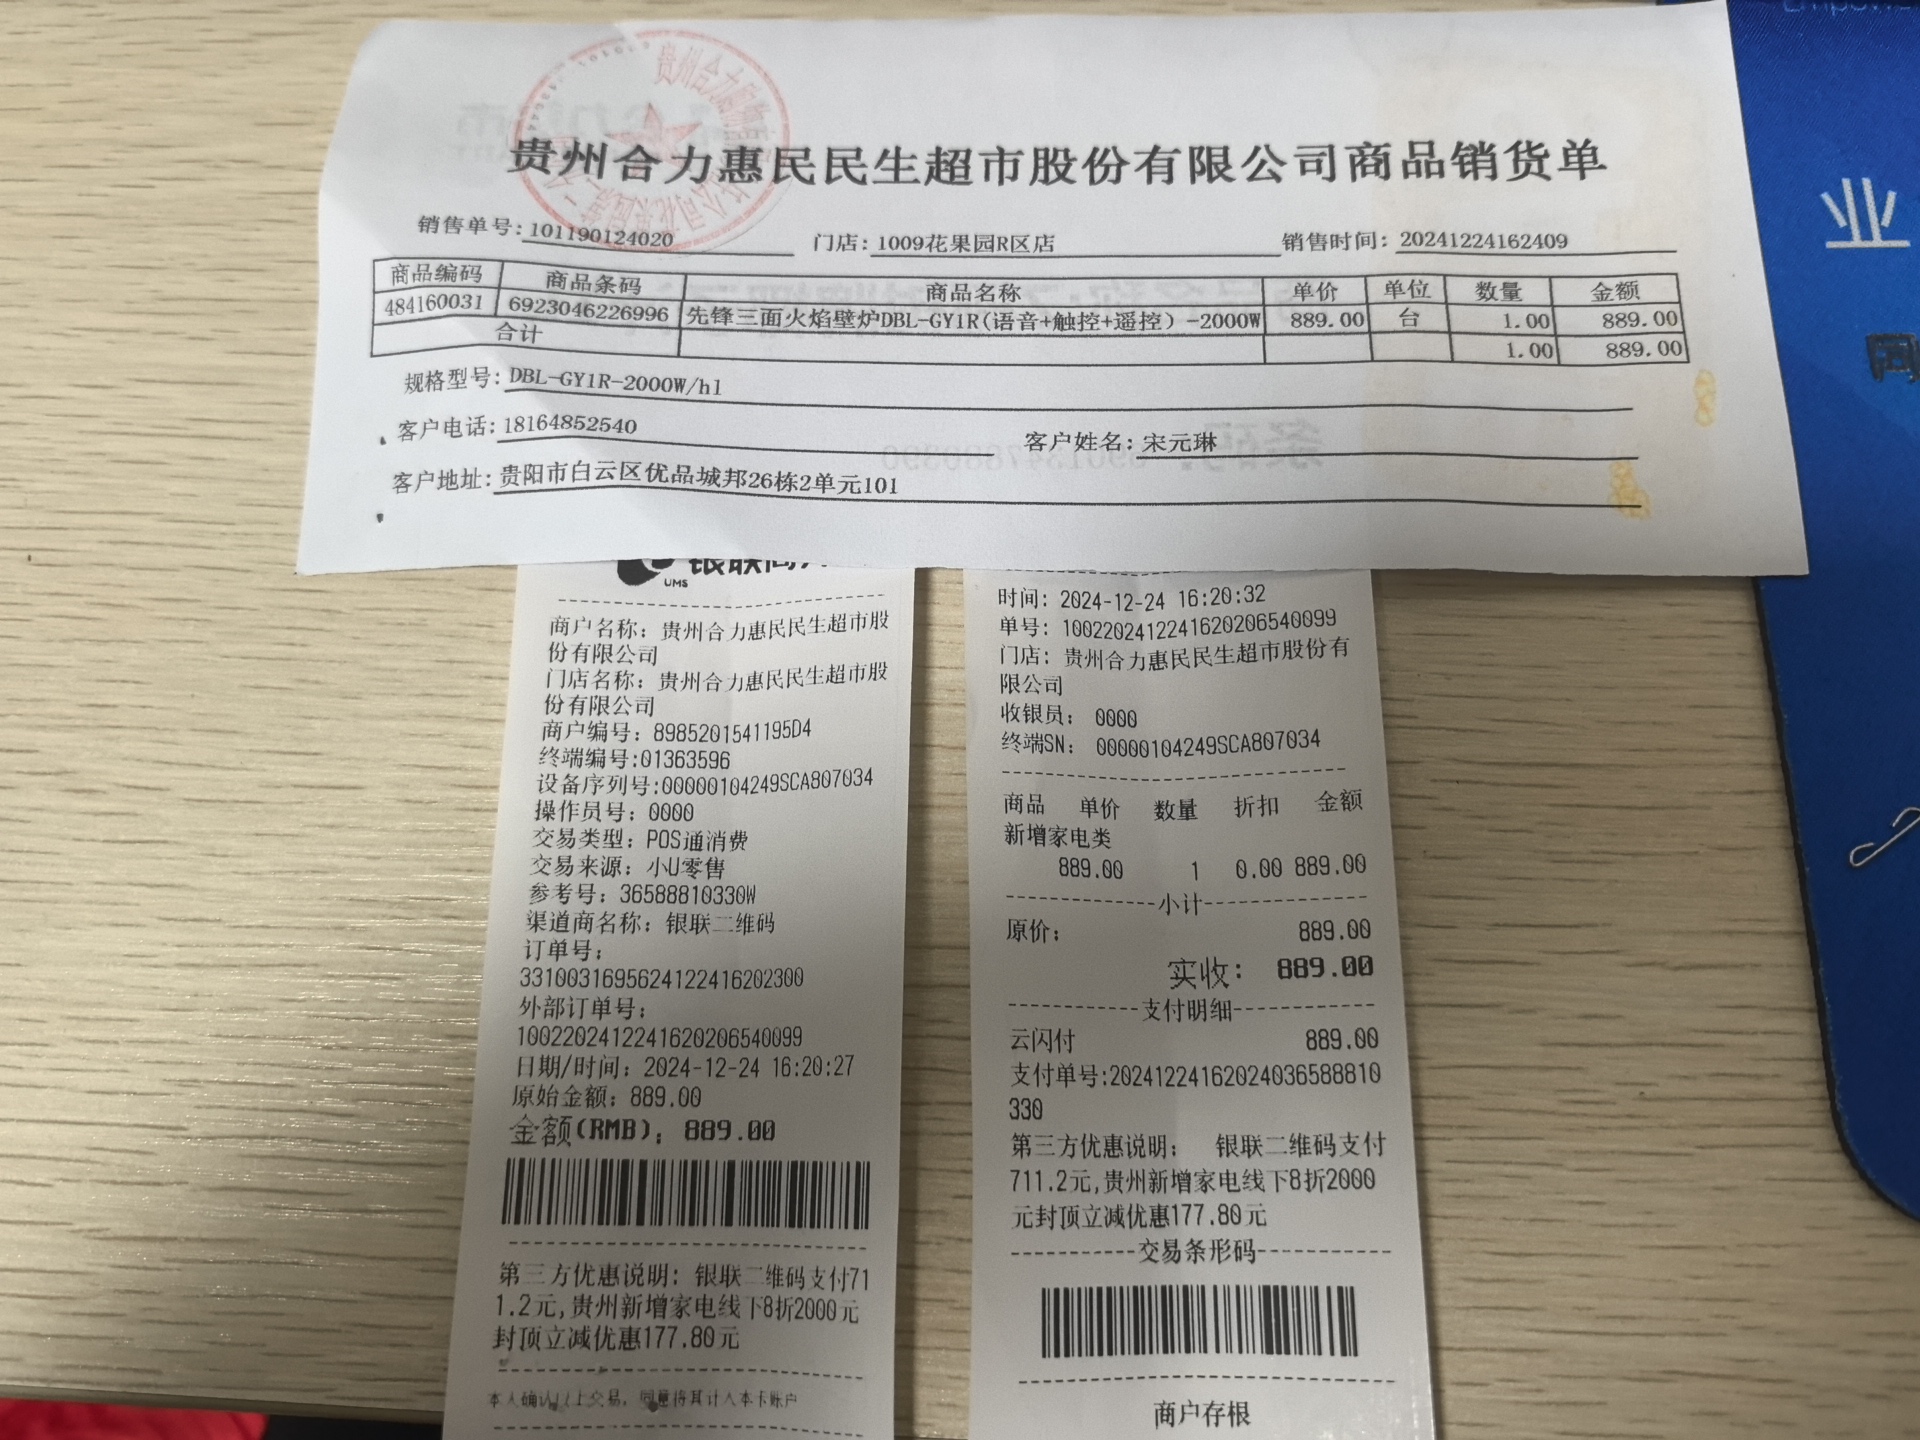 贵州合力惠民民生超市股份有限公司商品销货单
销售单号:101190124020 门店:1009花果园R区店 销售时间:20241224162409
商品编码 商品条码 商品名称 单价 单位 数量 金额
484160031 6923046226996 先锋三面火焰壁炉DBL-GY1R(语音+触控+遥控)-2000W 889.00 台 1.00 889.00
合计 1.00 889.00
规格型号:DBL-GY1R-2000W/h1
客户电话:18164852540 客户姓名:宋元琳
客户地址:贵阳市白云区优品城邦26栋2单元101
UMS
商户名称: 贵州合力惠民民生超市股
份有限公司
门店名称: 贵州合力惠民民生超市股
份有限公司
商户编号: 8985201541195D4
终端编号:01363596
设备序列号:00000104249SCA807034
操作员号: 0000
交易类型: POS通消费
交易来源: 小U零售
参考号: 36588810330W
渠道商名称: 银联二维码
订单号:
3310031695624122416202300
外部订单号:
1002202412241620206540099
日期/时间: 2024-12-24 16:20:27
原始金额: 889.00
金额(RMB): 889.00
第三方优惠说明: 银联二维码支付71
1.2元,贵州新增家电线下8折2000元
封顶立减优惠177.80元
本人确认以上交易, 同意将其计入本卡账户
时间: 2024-12-24 16:20:32
单号: 1002202412241620206540099
门店: 贵州合力惠民民生超市股份有
限公司
收银员: 0000
终端SN: 00000104249SCA807034
商品 单价 数量 折扣 金额
新增家电类
889.00 1 0.00 889.00
小计
原价: 889.00
实收: 889.00
支付明细
云闪付 889.00
支付单号:20241224162024036588810
330
第三方优惠说明: 银联二维码支付
711.2元,贵州新增家电线下8折2000
元封顶立减优惠177.80元
交易条形码
商户存根
业
网